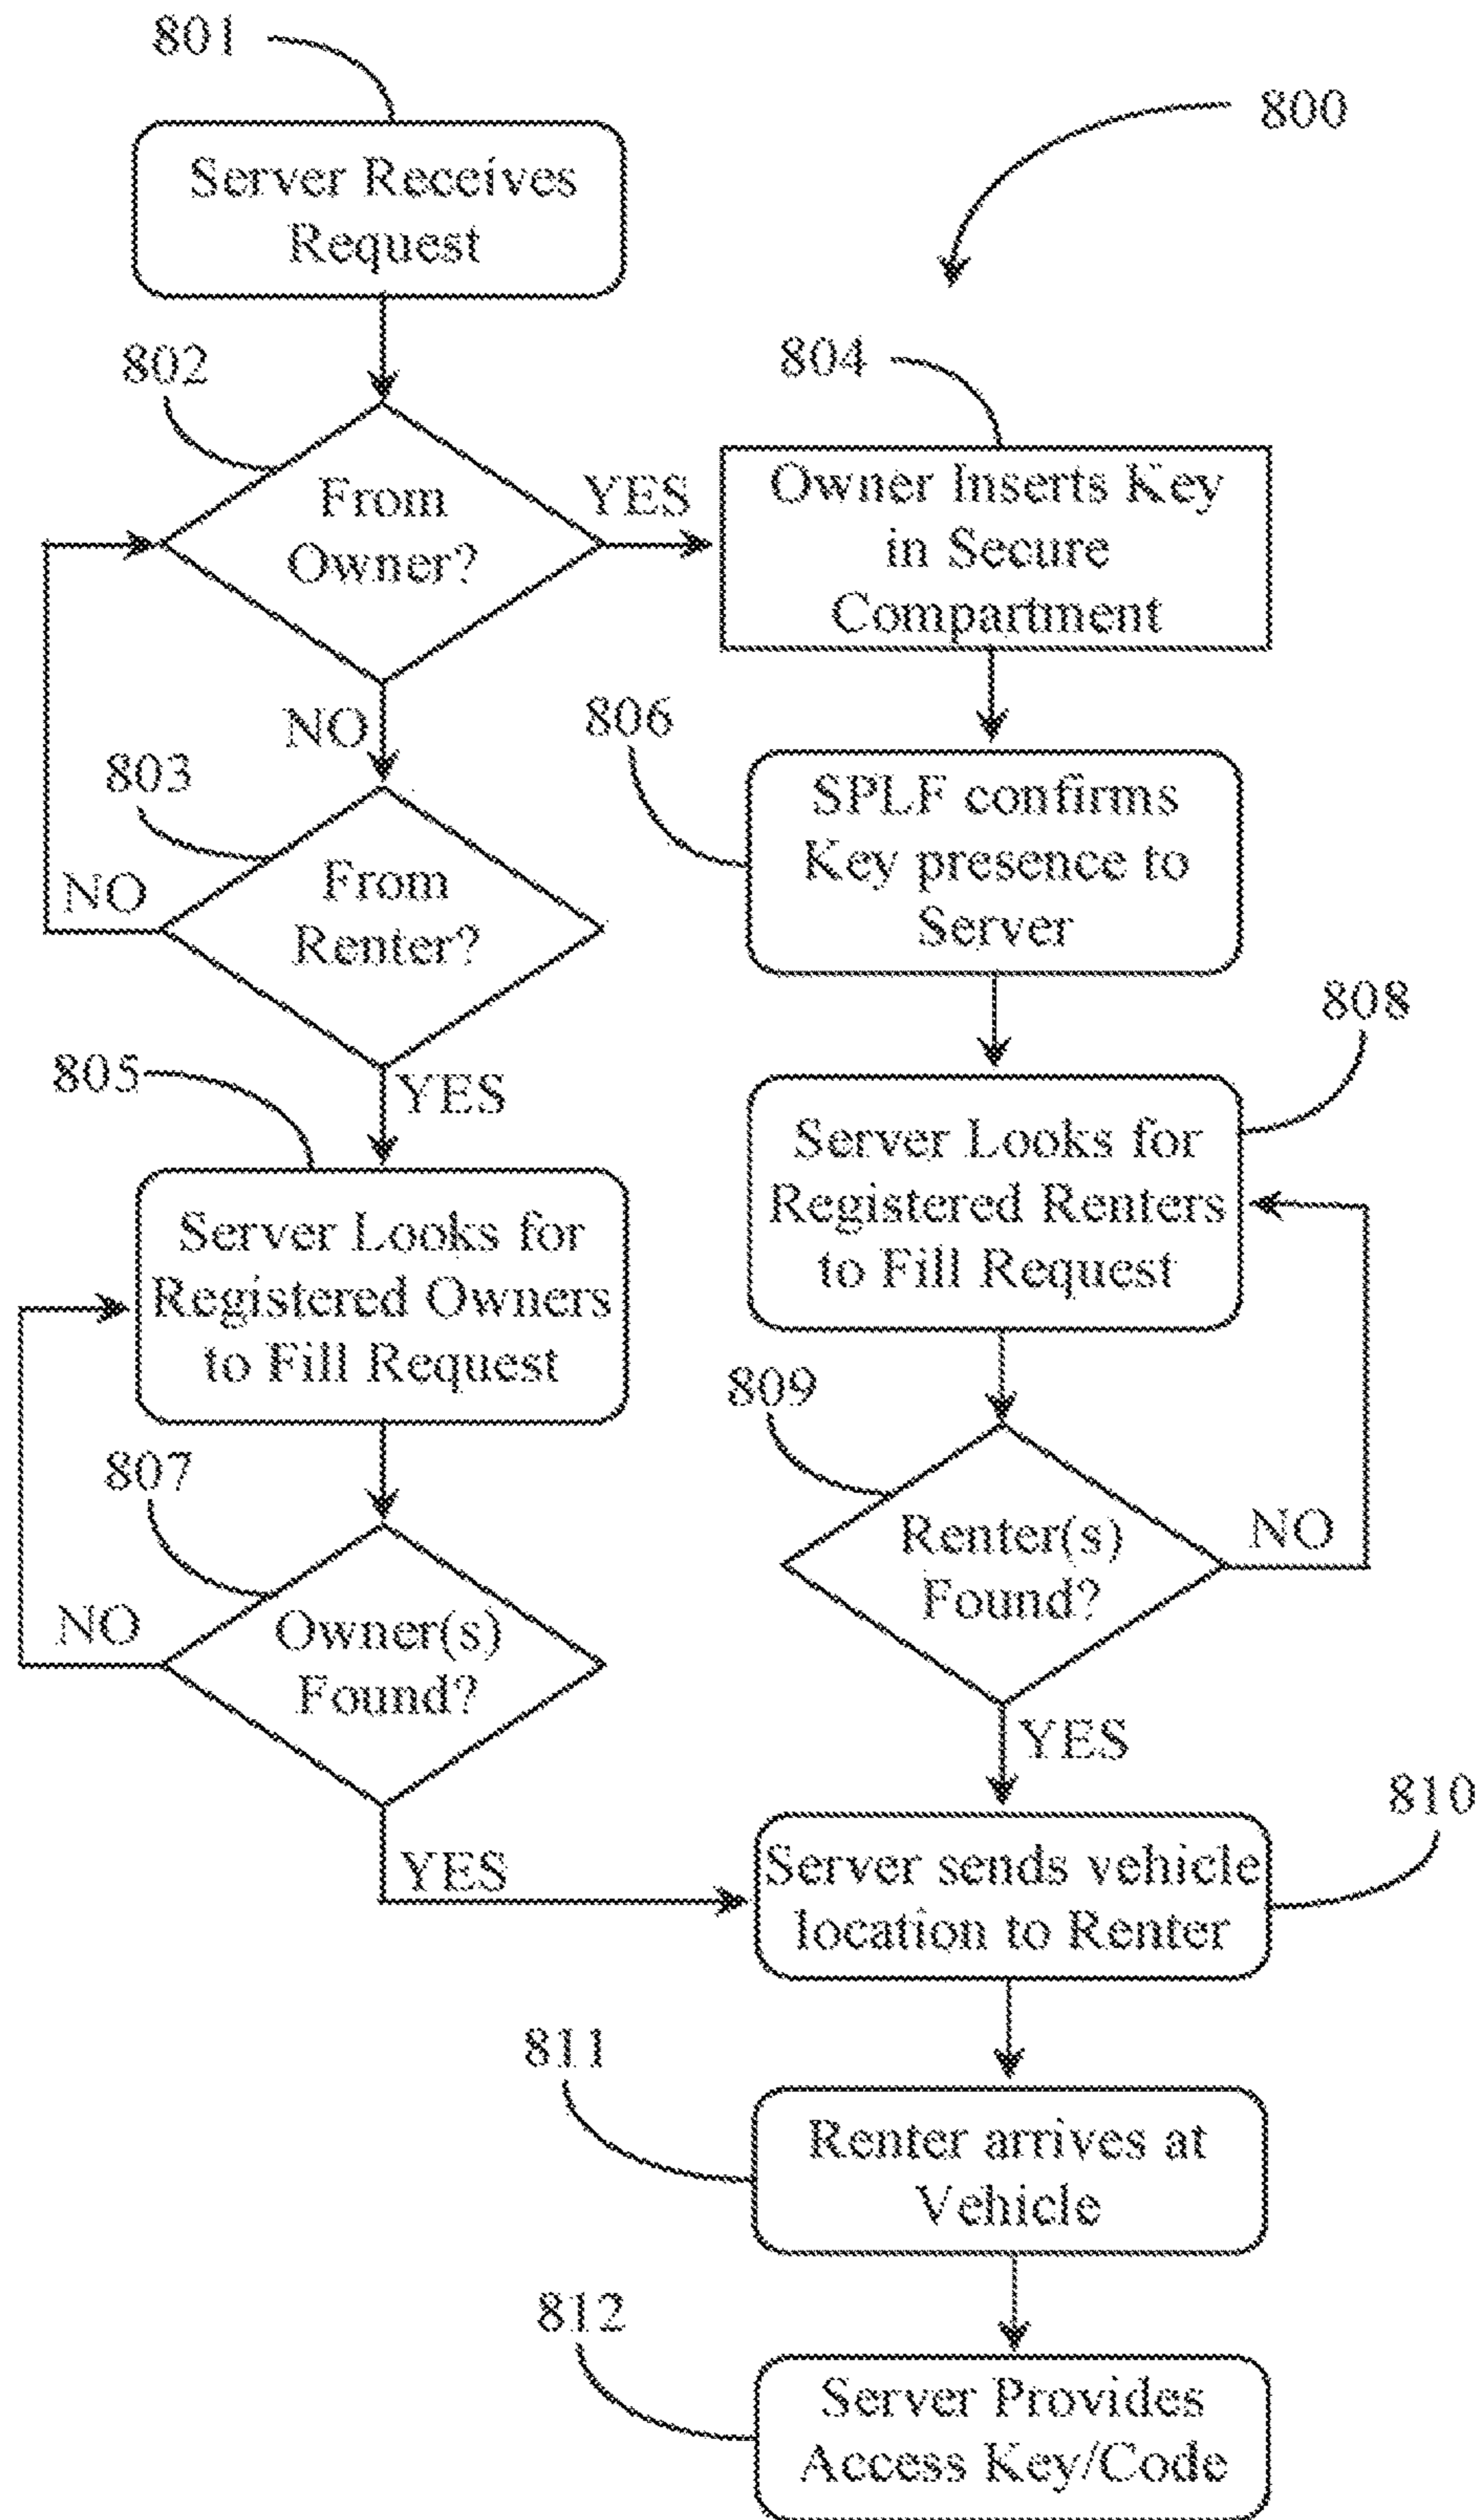 801
800
Server Receives
Request
802
804
From
Owner?
YES
Owner Inserts Key
in Secure
Compartment
NO
806
803
SPLF confirms
Key presence to
Server
From
Renter?
NO
808
805
YES
Server Looks for
Registered Renters
to Fill Request
Server Looks for
Registered Owners
to Fill Request
809
807
Renter(s)
Found?
NO
Owner(s)
Found?
NO
YES
810
YES
Server sends vehicle
location to Renter
811
Renter arrives at
Vehicle
812
Server Provides
Access Key/Code